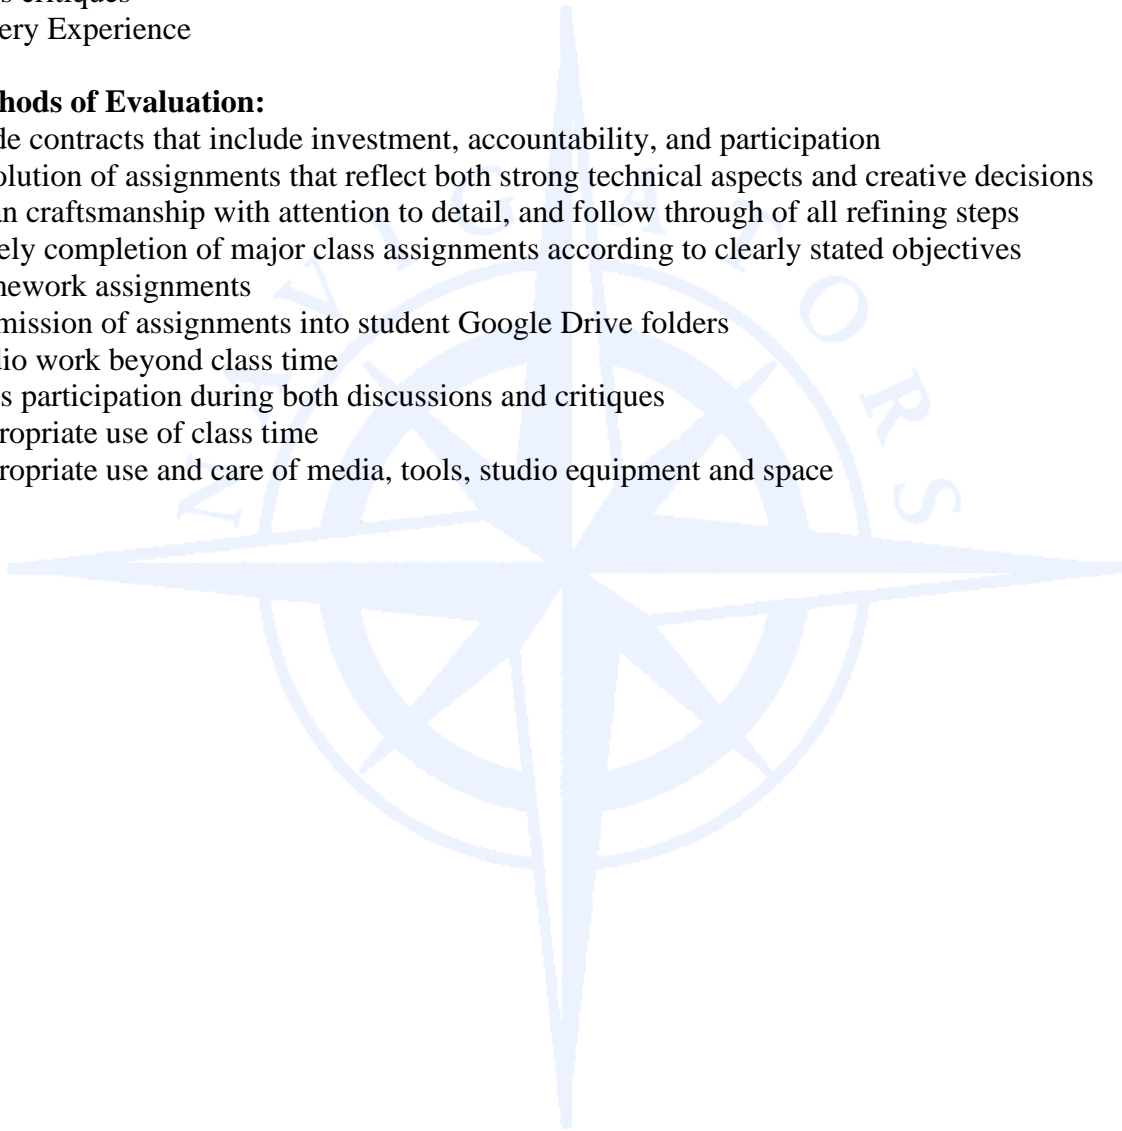 s critiques
ery Experience
hods of Evaluation:
de contracts that include investment, accountability, and participation
olution of assignments that reflect both strong technical aspects and creative decisions
an craftsmanship with attention to detail, and follow through of all refining steps
ely completion of major class assignments according to clearly stated objectives
nework assignments
mission of assignments into student Google Drive folders
dio work beyond class time
s participation during both discussions and critiques
ropriate use of class time
ropriate use and care of media, tools, studio equipment and space
NAVIGATORS